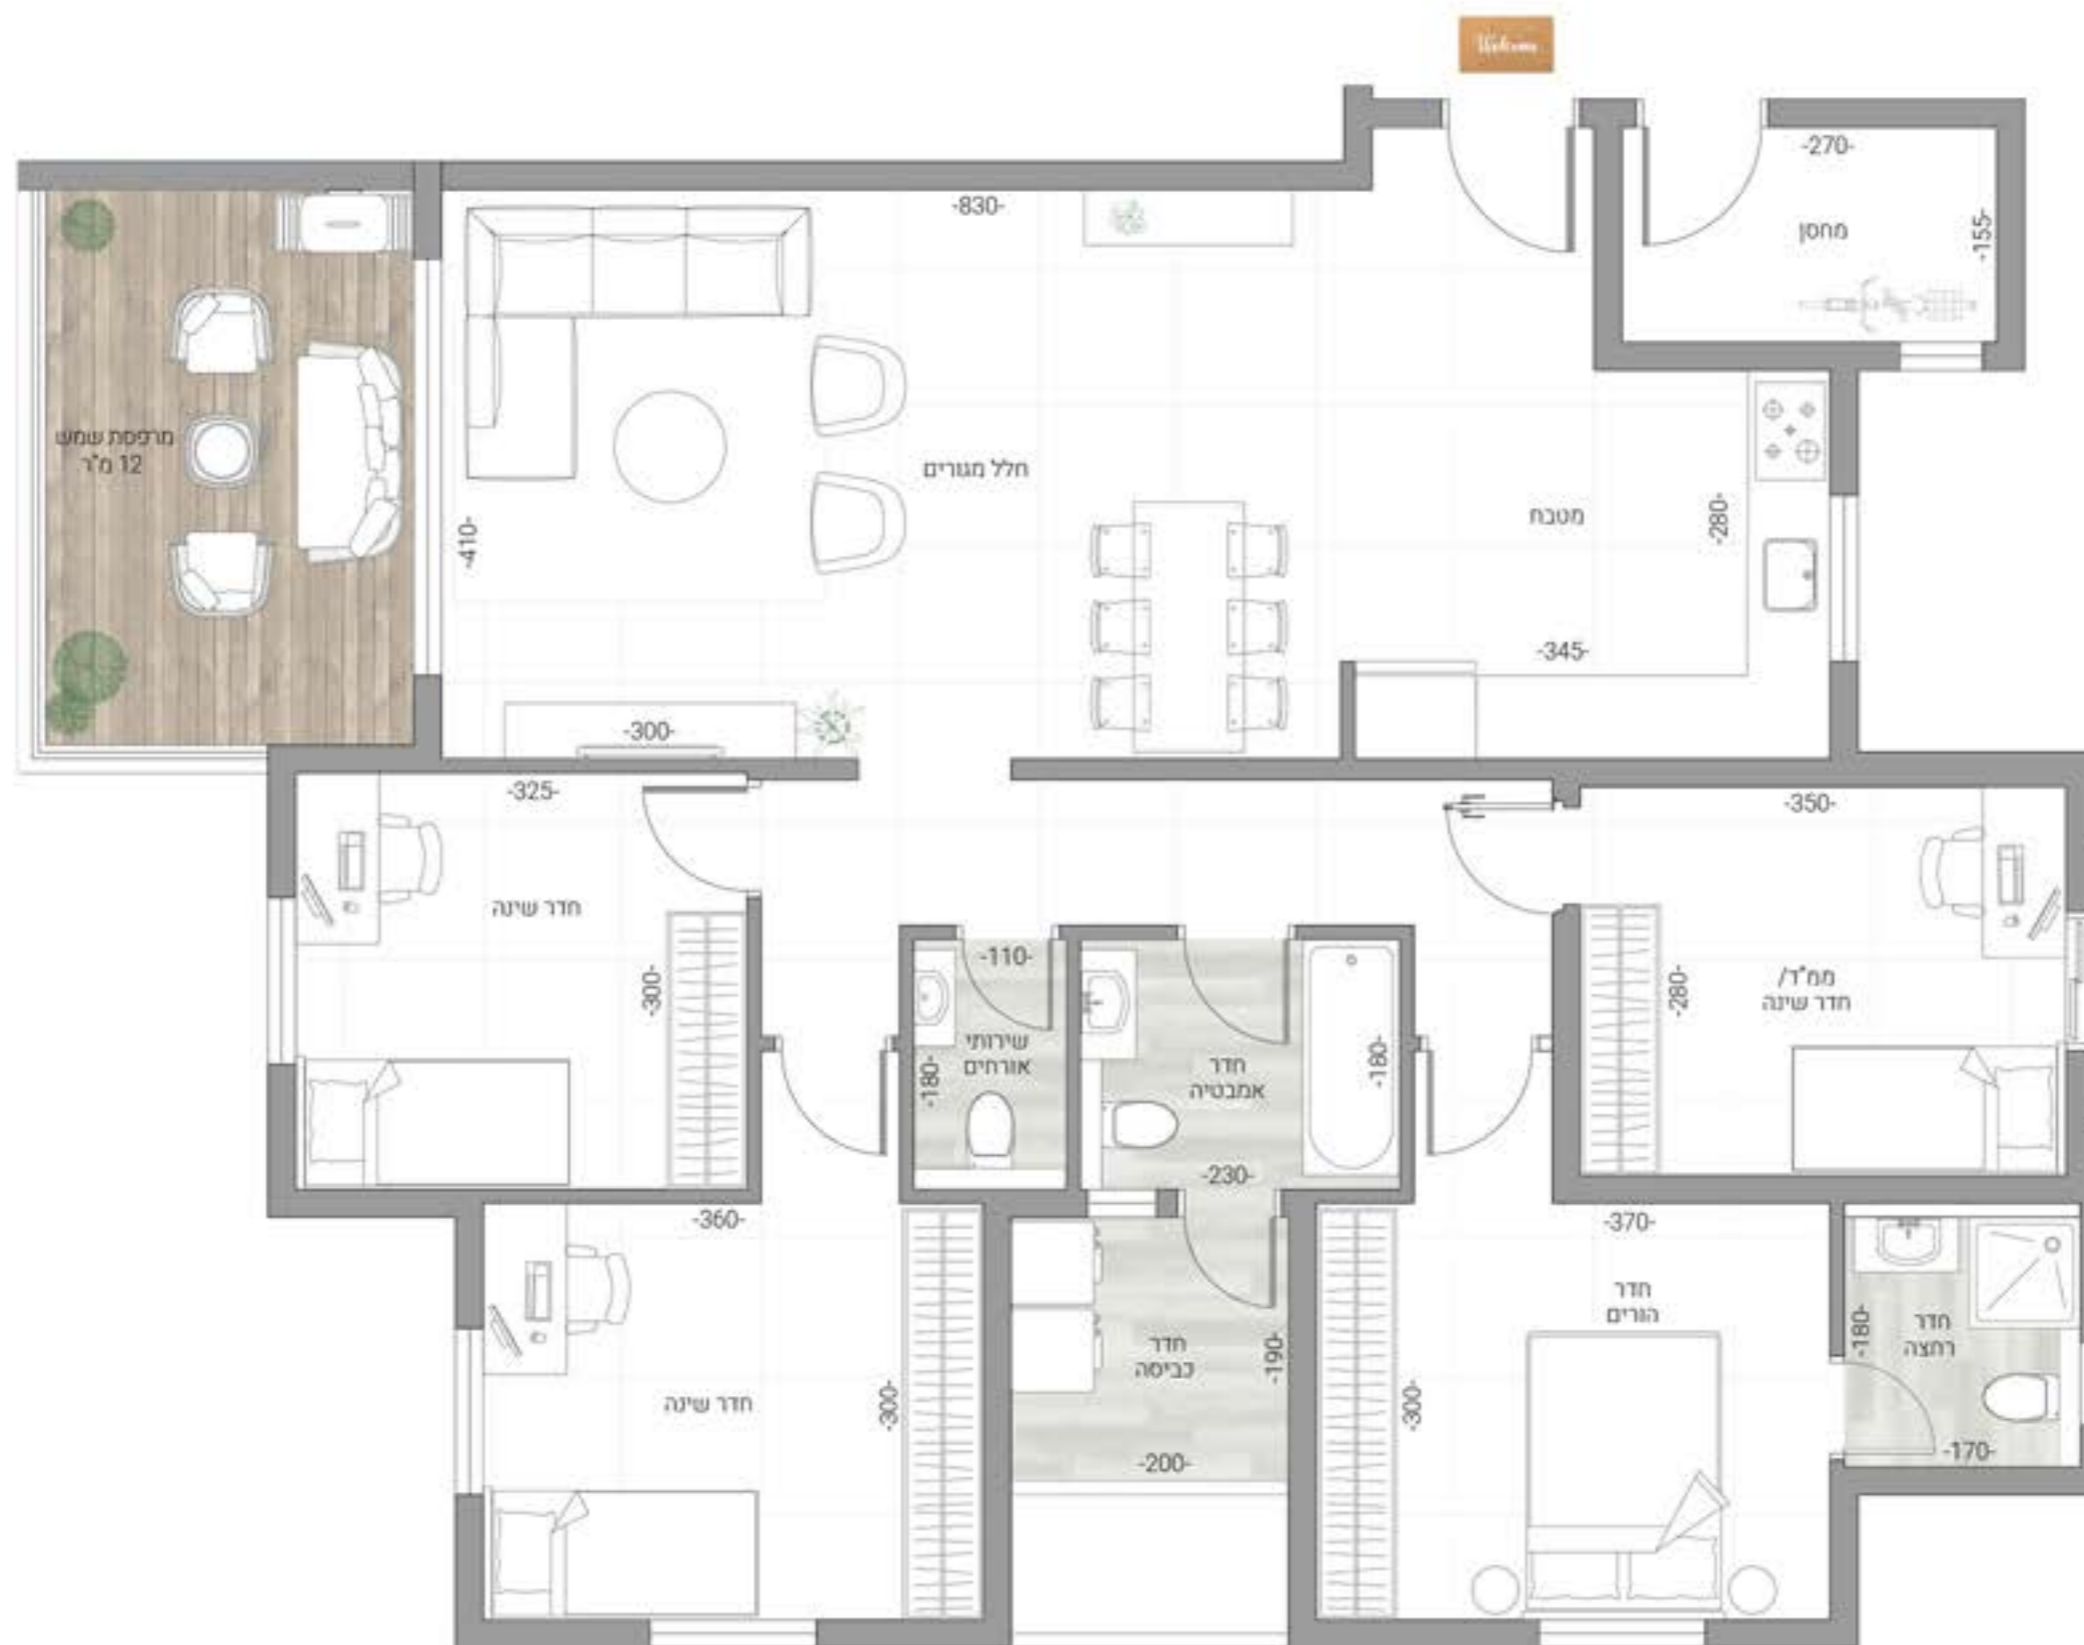 Welcome
-270-
-155-
מחסן
-830-
מרפסת שמש
12 מ"ר
-410-
חלל מגורים
מטבח
-280-
-345-
-300-
-325-
חדר שינה
-300-
-350-
ממ"ד/
חדר שינה
-280-
-110-
שירותי
אורחים
-180-
חדר
אמבטיה
-180-
-230-
-360-
חדר שינה
-300-
חדר
כביסה
-190-
-200-
-370-
חדר
הורים
-300-
-180-
חדר
רחצה
-170-